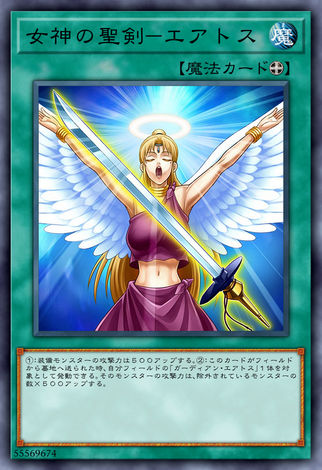 女神の聖剣－エアトス
魔
【魔法カード】
①:装備モンスターの攻撃力は５００アップする。②:このカードがフィールド
から墓地へ送られた時、自分フィールドの「ガーディアン・エアトス」１体を対
象として発動できる。そのモンスターの攻撃力は、除外されているモンスターの
数×５００アップする。
55569674